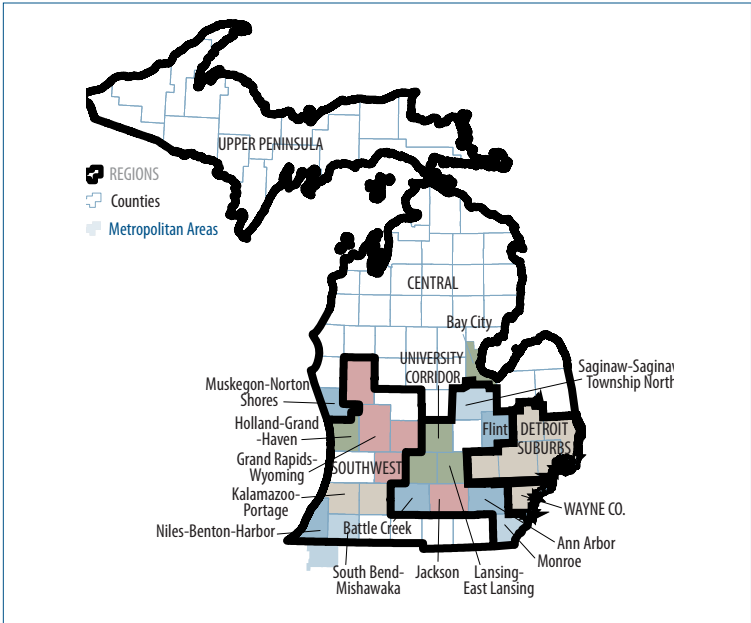 UPPER PENINSULA
REGIONS
Counties
Metropolitan Areas
CENTRAL
Bay City
UNIVERSITY
CORRIDOR
Saginaw-Saginaw
Township North
Muskegon-Norton
Shores
Holland-Grand
-Haven
Flint
DETROIT
SUBURBS
Grand Rapids-
Wyoming
SOUTHWEST
Kalamazoo-
Portage
WAYNE CO.
Niles-Benton-Harbor
Battle Creek
Ann Arbor
Monroe
South Bend-
Mishawaka
Jackson
Lansing-
East Lansing